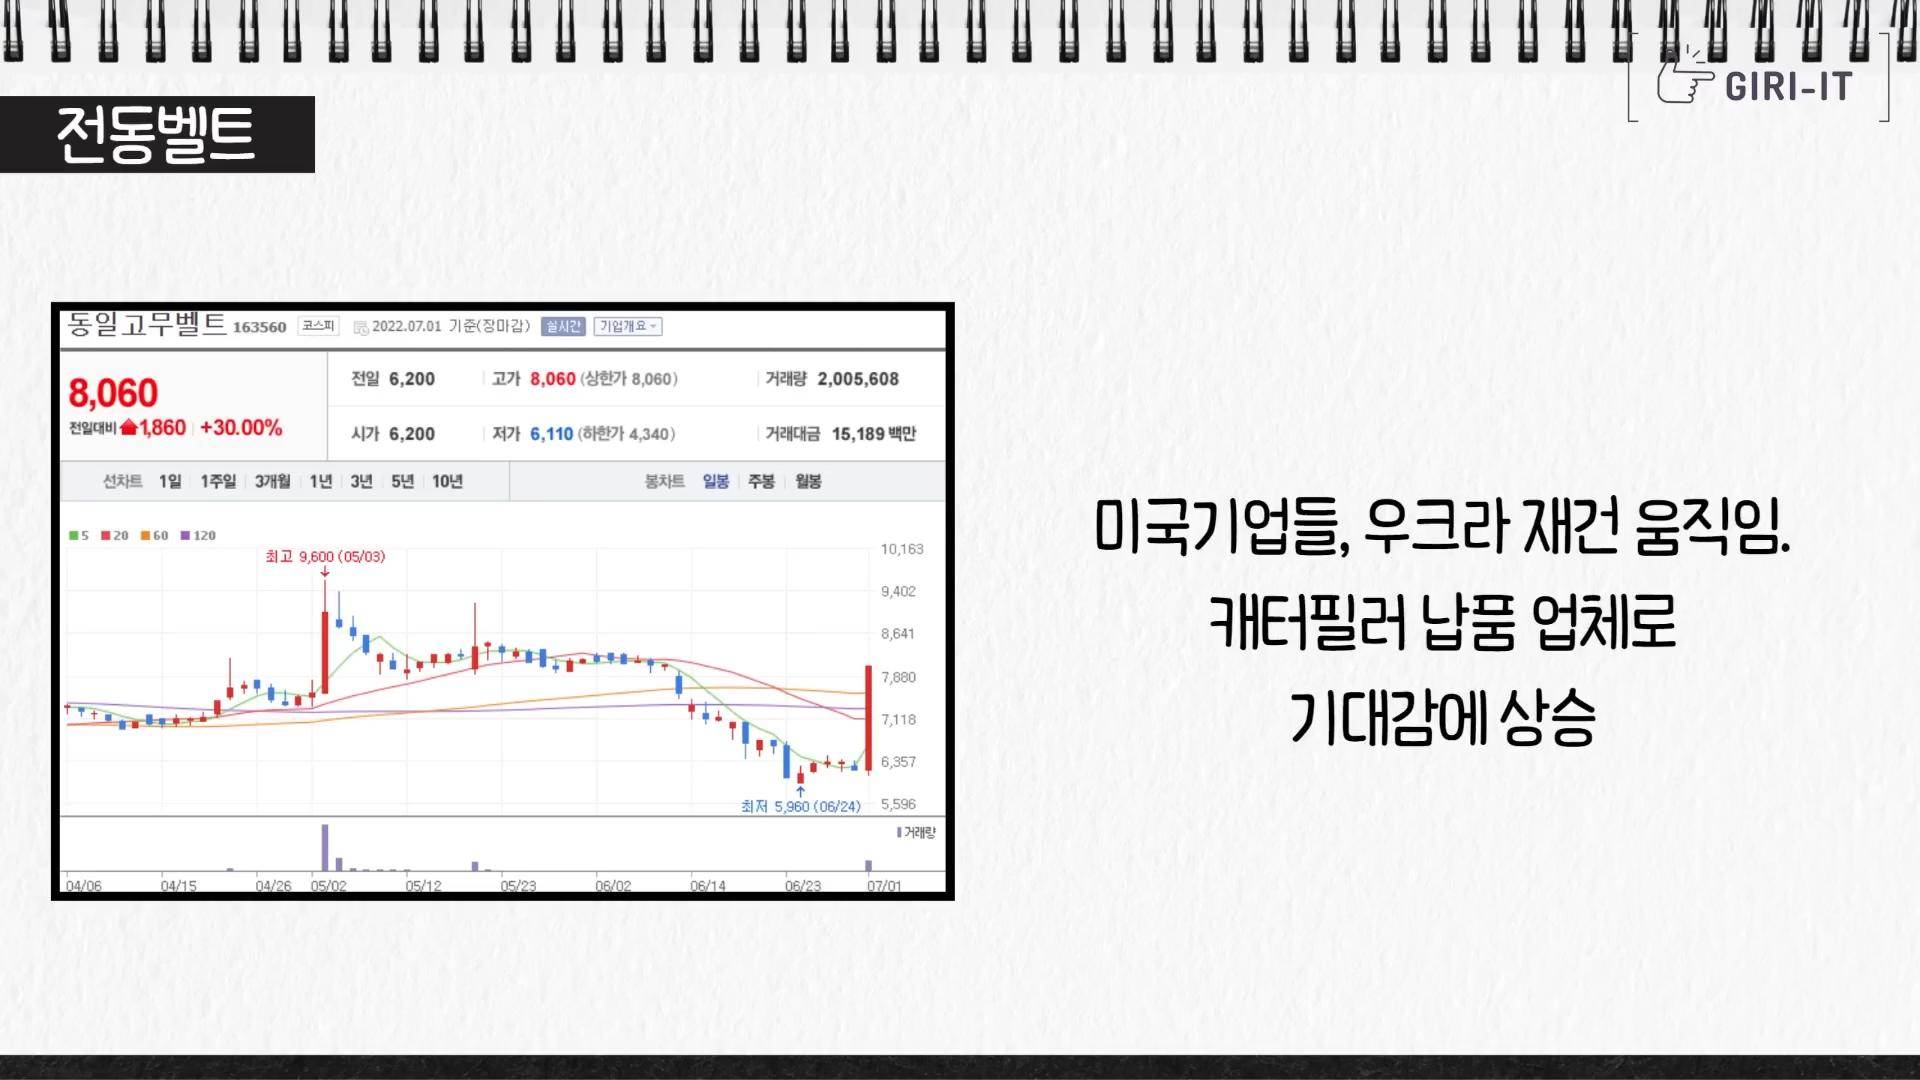 GIRI-IT
전동벨트
동일고무벨트 163560 코스피 2022.07.01 기준(장마감) 실시간 기업개요
8,060
전일대비 1,860 +30.00%
전일 6,200 고가 8,060 (상한가 8,060) 거래량 2,005,608
시가 6,200 저가 6,110 (하한가 4,340) 거래대금 15,189 백만
선차트 1일 1주일 3개월 1년 3년 5년 10년 봉차트 일봉 주봉 월봉
5 20 60 120
최고 9,600 (05/03)
10,163
9,402
8,641
7,880
7,118
6,357
5,596
최저 5,960 (06/24)
거래량
04/06 04/15 04/26 05/02 05/12 05/23 06/02 06/14 06/23 07/01
미국기업들, 우크라 재건 움직임.
캐터필러 납품 업체로
기대감에 상승